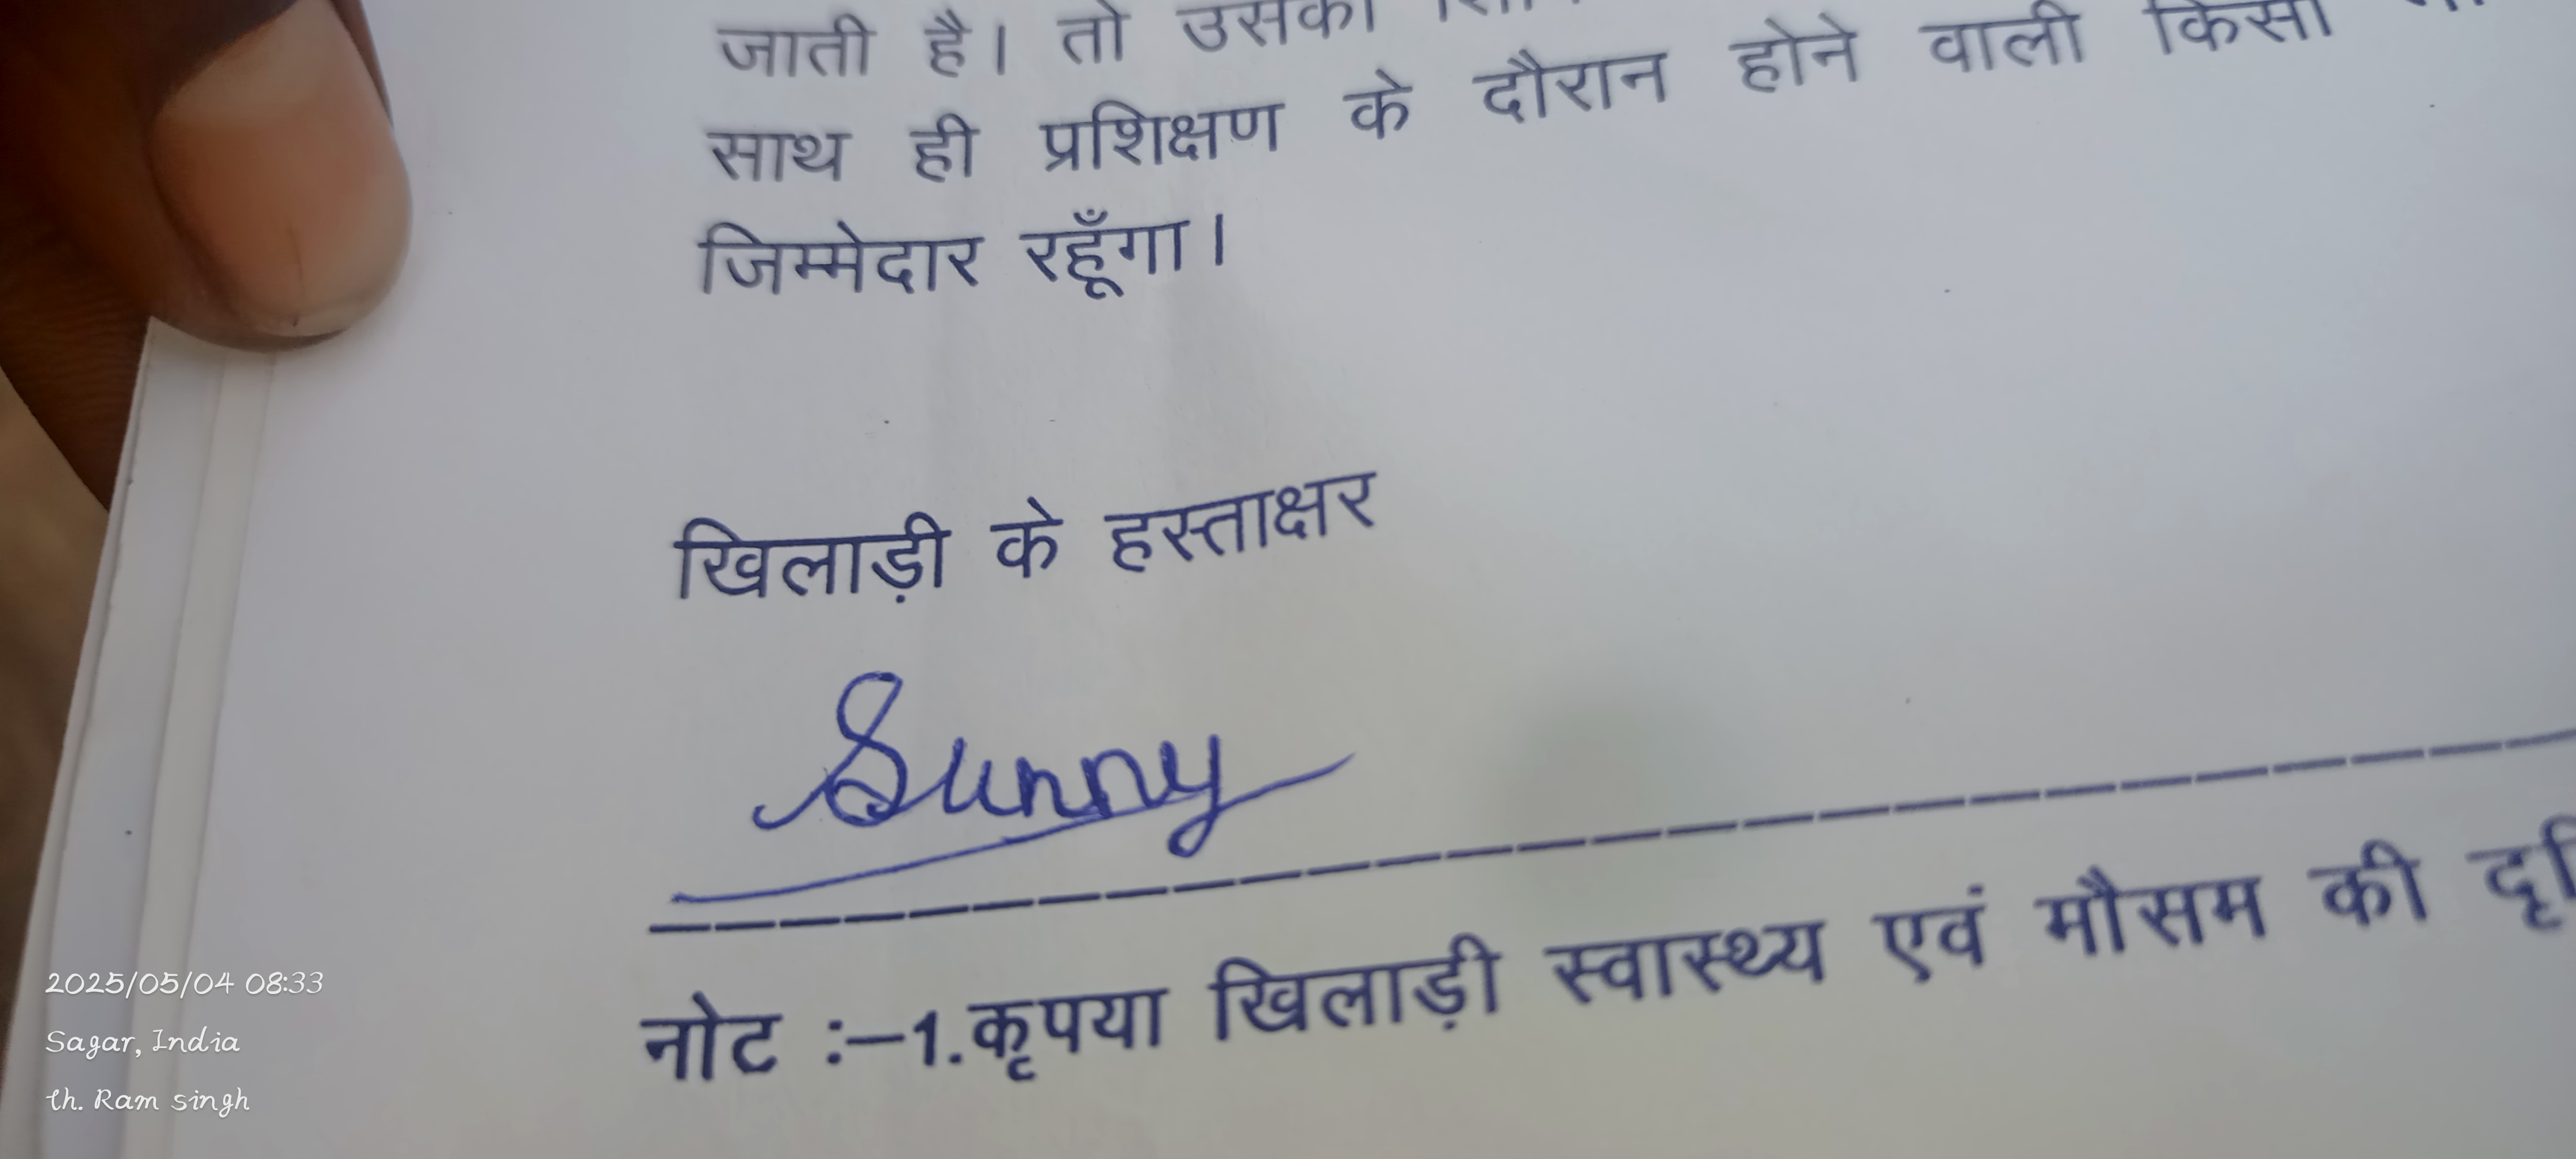 जाती है। तो उसकी
साथ ही प्रशिक्षण के दौरान होने वाली किसी
जिम्मेदार रहूँगा।
खिलाड़ी के हस्ताक्षर
Sunny
नोट :–1.कृपया खिलाड़ी स्वास्थ्य एवं मौसम की
2025/05/04 08:33
Sagar, India
th. Ram singh